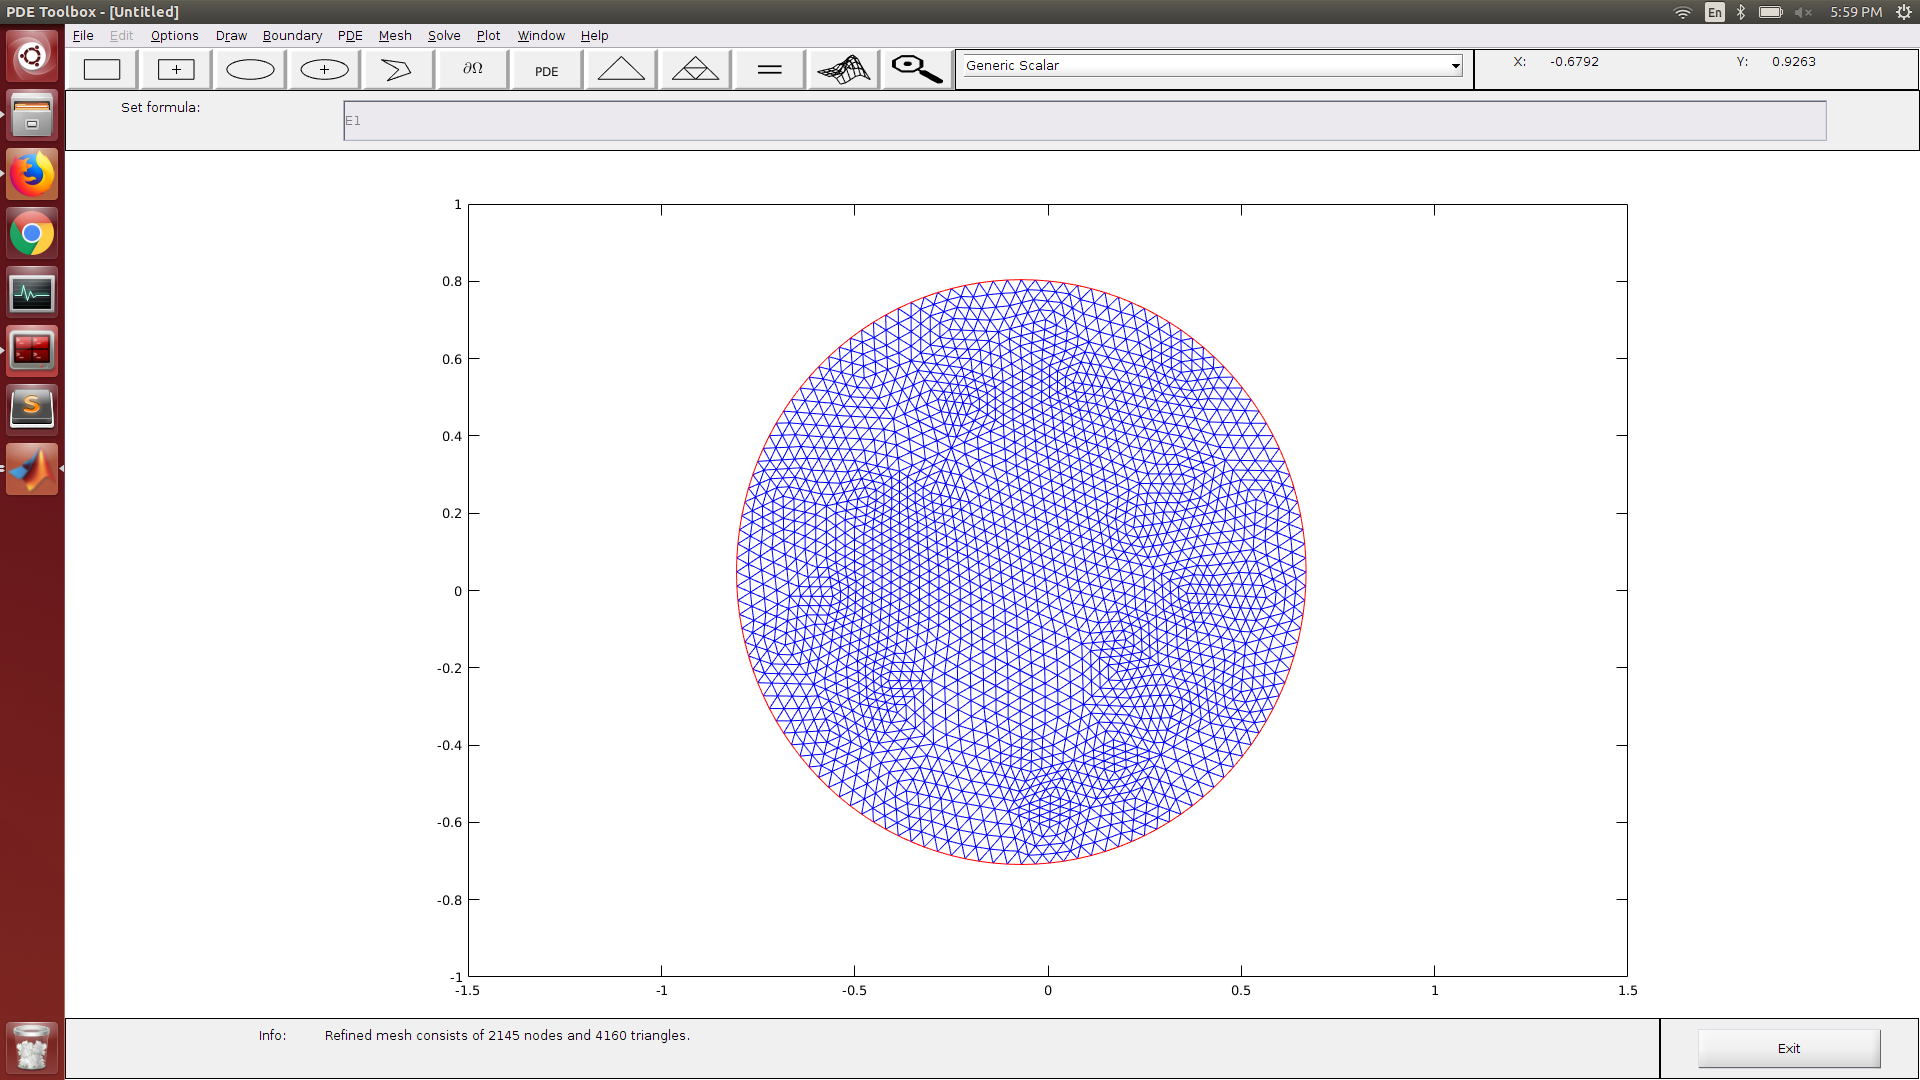 PDE Toolbox - [Untitled]
En
5:59 PM
File Edit Options Draw Boundary PDE Mesh Solve Plot Window Help
∂Ω
PDE
Generic Scalar
X: -0.6792
Y: 0.9263
Set formula:
E1
1
0.8
0.6
0.4
0.2
0
-0.2
-0.4
-0.6
-0.8
-1
-1.5 -1 -0.5 0 0.5 1 1.5
Info: Refined mesh consists of 2145 nodes and 4160 triangles.
Exit